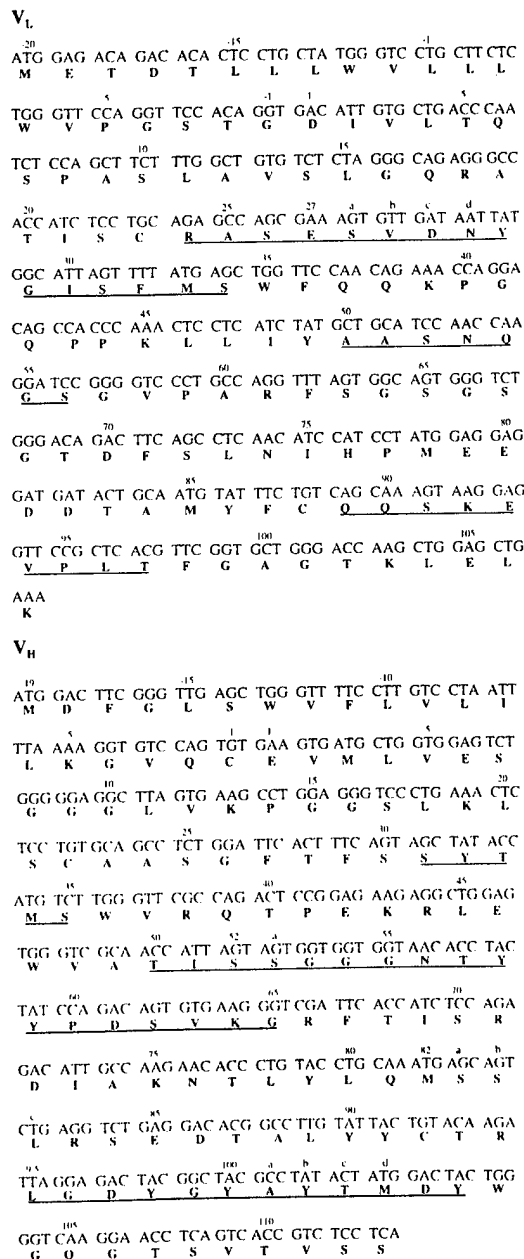 V_L
-20 -15 -1
ATG GAG ACA GAC ACA CTC CTG CTA TGG GTC CTG CTT CTC
M E T D T L L L W V L L L
5 -1 1 5
TGG GTT CCA GGT TCC ACA GGT GAC ATT GTG CTG ACC CAA
W V P G S T G D I V L T Q
10 15
TCT CCA GCT TCT TTG GCT GTG TCT CTA GGG CAG AGG GCC
S P A S L A V S L G Q R A
20 25 27 a b c d
ACC ATC TCC TGC AGA GCC AGC GAA AGT GTT GAT AAT TAT
T I S C R A S E S V D N Y
30 35 40
GGC ATT AGT TTT ATG AGC TGG TTC CAA CAG AAA CCA GGA
G I S F M S W F Q Q K P G
45 50
CAG CCA CCC AAA CTC CTC ATC TAT GCT GCA TCC AAC CAA
Q P P K L L I Y A A S N Q
55 60 65
GGA TCC GGG GTC CCT GCC AGG TTT AGT GGC AGT GGG TCT
G S G V P A R F S G S G S
70 75 80
GGG ACA GAC TTC AGC CTC AAC ATC CAT CCT ATG GAG GAG
G T D F S L N I H P M E E
85 90
GAT GAT ACT GCA ATG TAT TTC TGT CAG CAA AGT AAG GAG
D D T A M Y F C Q Q S K E
95 100 105
GTT CCG CTC ACG TTC GGT GCT GGG ACC AAG CTG GAG CTG
V P L T F G A G T K L E L
AAA
K
V_H
19 -15 -10
ATG GAC TTC GGG TTG AGC TGG GTT TTC CTT GTC CTA ATT
M D F G L S W V F L V L I
5 1 1 5
TTA AAA GGT GTC CAG TGT GAA GTG ATG CTG GTG GAG TCT
L K G V Q C E V M L V E S
10 15 20
GGG GGA GGC TTA GTG AAG CCT GGA GGG TCC CTG AAA CTC
G G G L V K P G G S L K L
25 30
TCC TGT GCA GCC TCT GGA TTC ACT TTC AGT AGC TAT ACC
S C A A S G F T F S S Y T
35 40 45
ATG TCT TGG GTT CGC CAG ACT CCG GAG AAG AGG CTG GAG
M S W V R Q T P E K R L E
50 52 a 55
TGG GTC GCA ACC ATT AGT AGT GGT GGT GGT AAC ACC TAC
W V A T I S S G G G N T Y
60 65 70
TAT CCA GAC AGT GTG AAG GGT CGA TTC ACC ATC TCC AGA
Y P D S V K G R F T I S R
75 80 82 a b
GAC ATT GCC AAG AAC ACC CTG TAC CTG CAA ATG AGC AGT
D I A K N T L Y L Q M S S
c 85 90
CTG AGG TCT GAG GAC ACG GCC TTG TAT TAC TGT ACA AGA
L R S E D T A L Y Y C T R
95 100 a b c d
TTA GGA GAC TAC GGC TAC GCC TAT ACT ATG GAC TAC TGG
L G D Y G Y A Y T M D Y W
105 110
GGT CAA GGA ACC TCA GTC ACC GTC TCC TCA
G Q G T S V T V S S